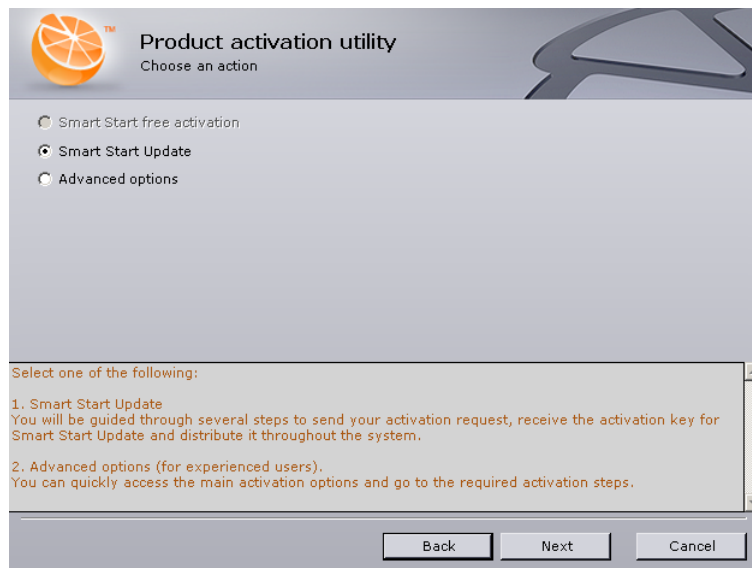 TM
Product activation utility
Choose an action
Smart Start free activation
Smart Start Update
Advanced options
Select one of the following:
1. Smart Start Update
You will be guided through several steps to send your activation request, receive the activation key for
Smart Start Update and distribute it throughout the system.
2. Advanced options (for experienced users).
You can quickly access the main activation options and go to the required activation steps.
Back
Next
Cancel